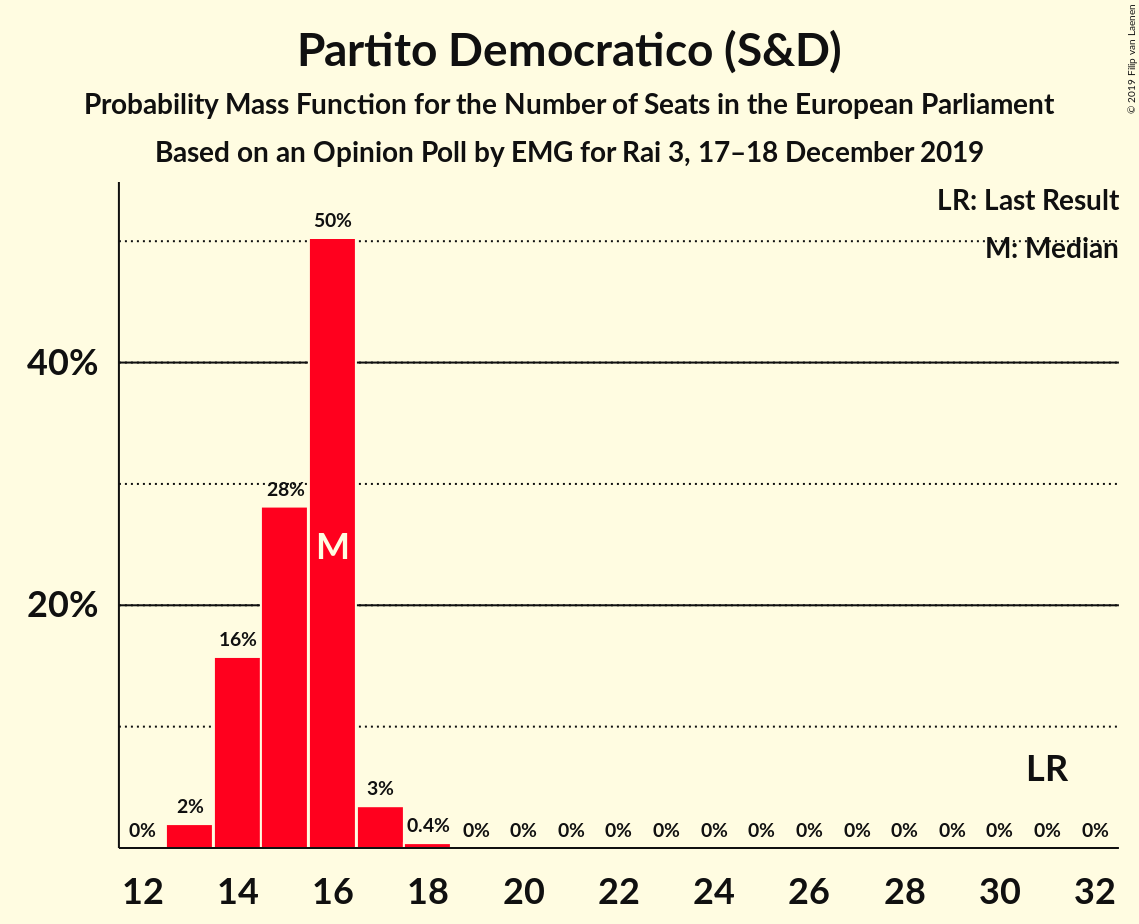 Partito Democratico (S&D)
Probability Mass Function for the Number of Seats in the European Parliament
Based on an Opinion Poll by EMG for Rai 3, 17–18 December 2019
© 2019 Filip van Laenen
LR: Last Result
M: Median
50%
40%
28%
M
20%
16%
LR
3%
2%
0%
0.4%
0% 0% 0% 0% 0% 0% 0% 0% 0% 0% 0% 0% 0% 0%
12 14 16 18 20 22 24 26 28 30 32